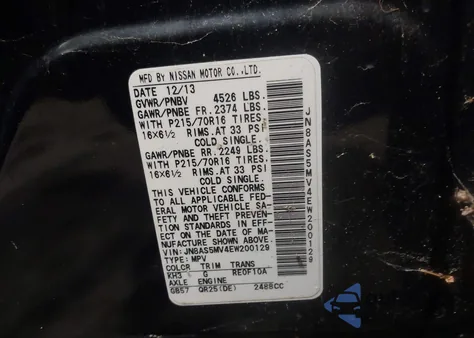 MFD BY NISSAN MOTOR CO.,LTD.
DATE 12/13
GVWR/PNBV 4526 LBS.
GAWR/PNBE FR. 2374 LBS.
WITH P215/70R16 TIRES.
16X6½ RIMS.AT 33 PSI
COLD SINGLE.
GAWR/PNBE RR. 2249 LBS.
WITH P215/70R16 TIRES.
16X6½ RIMS.AT 33 PSI
COLD SINGLE.
THIS VEHICLE CONFORMS
TO ALL APPLICABLE FED-
ERAL MOTOR VEHICLE SA-
FETY AND THEFT PREVEN-
TION STANDARDS IN EFF-
ECT ON THE DATE OF MA-
NUFACTURE SHOWN ABOVE.
VIN:JN8AS5MV4EW200129
TYPE: MPV
COLOR TRIM TRANS
KH3 G RE0F10A
AXLE ENGINE
GB57 QR25(DE) 2488CC
JN8AS5MV4EW200129